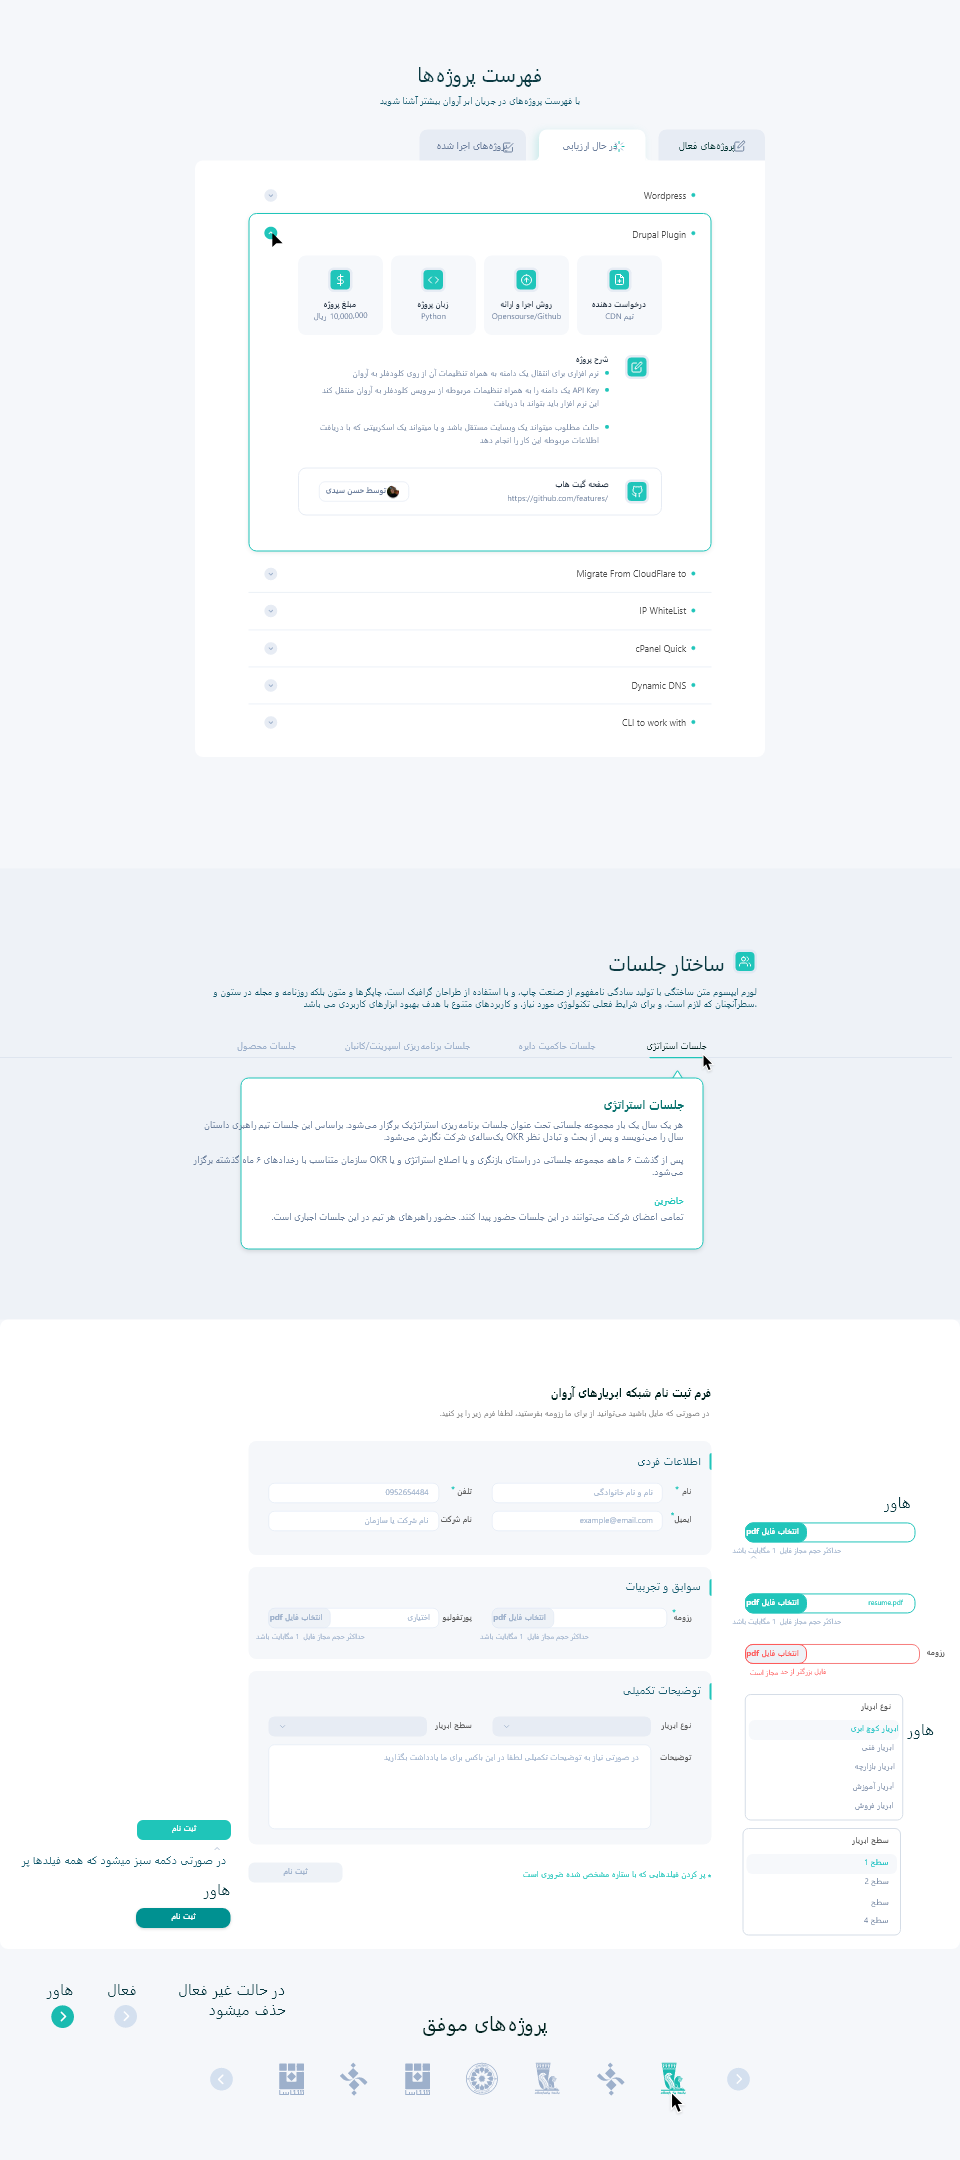 فهرست پروژه‌ها
با فهرست پروژه‌های در جریان ابر آروان بیشتر آشنا شوید
پروژه‌های فعال
در حال ارزیابی
پروژه‌های اجرا شده
Wordpress
Drupal Plugin
درخواست دهنده
تیم CDN
روش اجرا و ارائه
Opensourse/Github
زبان پروژه
Python
مبلغ پروژه
10,000,000 ریال
شرح پروژه
نرم افزاری برای انتقال یک دامنه به همراه تنظیمات آن از روی کلودفلر به آروان
API Key یک دامنه را به همراه تنظیمات مربوطه از سرویس کلودفلر به آروان منتقل کند
این نرم افزار باید بتواند با دریافت
حالت مطلوب میتواند یک وبسایت مستقل باشد و یا میتواند یک اسکریپتی که با دریافت
اطلاعات مربوطه این کار را انجام دهد
صفحه گیت هاب
https://github.com/features/
توسط حسن سیدی
Migrate From CloudFlare to
IP WhiteList
cPanel Quick
Dynamic DNS
CLI to work with
ساختار جلسات
لورم ایپسوم متن ساختگی با تولید سادگی نامفهوم از صنعت چاپ، و با استفاده از طراحان گرافیک است، چاپگرها و متون بلکه روزنامه و مجله در ستون و
سطرآنچنان که لازم است، و برای شرایط فعلی تکنولوژی مورد نیاز، و کاربردهای متنوع با هدف بهبود ابزارهای کاربردی می باشد.
جلسات استراتژی
جلسات حاکمیت دایره
جلسات برنامه‌ریزی اسپرینت/کانبان
جلسات محصول
جلسات استراتژی
هر یک سال یک بار مجموعه جلساتی تحت عنوان جلسات برنامه‌ریزی استراتژیک برگزار می‌شود. براساس این جلسات تیم راهبری داستان
سال را می‌نویسد و پس از بحث و تبادل نظر OKR یک‌ساله‌ی شرکت نگارش می‌شود.
پس از گذشت ۶ ماهه مجموعه جلساتی در راستای بازنگری و یا اصلاح استراتژی و یا OKR سازمان متناسب با رخدادهای ۶ ماه گذشته برگزار
می‌شود.
حاضرین
تمامی اعضای شرکت می‌توانند در این جلسات حضور پیدا کنند. حضور راهبرهای هر تیم در این جلسات اجباری است.
فرم ثبت نام شبکه ابریارهای آروان
در صورتی که مایل باشید می‌توانید از برای ما رزومه بفرستید، لطفا فرم زیر را پر کنید.
اطلاعات فردی
نام *
نام و نام خانوادگی
تلفن *
0952654484
ایمیل *
example@email.com
نام شرکت
نام شرکت یا سازمان
هاور
انتخاب فایل pdf
حداکثر حجم مجاز فایل 1 مگابایت باشد
سوابق و تجربیات
رزومه *
انتخاب فایل pdf
حداکثر حجم مجاز فایل 1 مگابایت باشد
پورتفولیو
اختیاری
انتخاب فایل pdf
حداکثر حجم مجاز فایل 1 مگابایت باشد
resume.pdf
انتخاب فایل pdf
حداکثر حجم مجاز فایل 1 مگابایت باشد
رزومه
انتخاب فایل pdf
فایل بزرگتر از حد مجاز است
توضیحات تکمیلی
نوع ابریار
سطح ابریار
توضیحات
در صورتی نیاز به توضیحات تکمیلی لطفا در این باکس برای ما یادداشت بگذارید
هاور
نوع ابریار
ابریار کوچ ابری
ابریار فنی
ابریار بازارچه
ابریار آموزش
ابریار فروش
سطح ابریار
سطح 1
سطح 2
سطح
سطح 4
* پر کردن فیلدهایی که با ستاره مشخص شده ضروری است
ثبت نام
ثبت نام
در صورتی دکمه سبز میشود که همه فیلدها پر
هاور
ثبت نام
در حالت غیر فعال
حذف میشود
فعال
هاور
پروژه‌های موفق